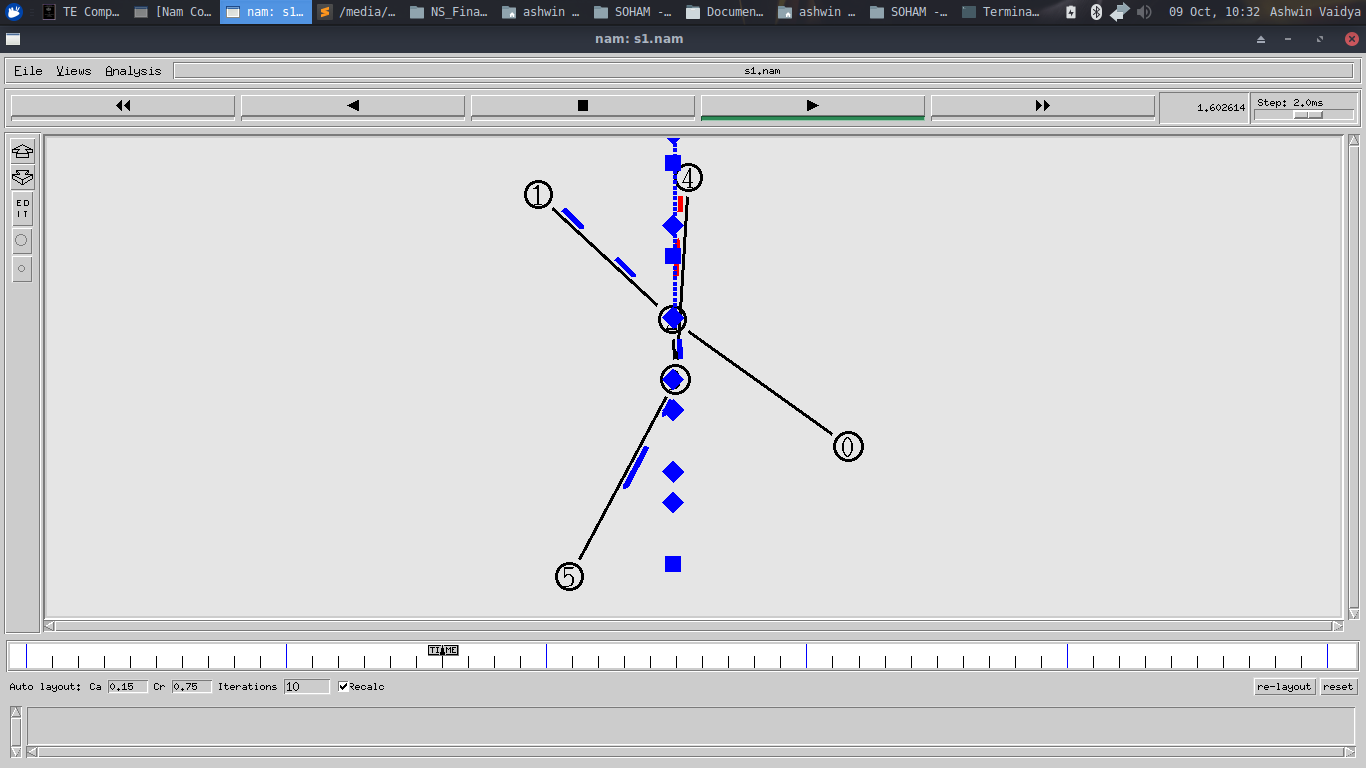 TE Comp... [Nam Co... nam: s1... /media/... NS_Fina... ashwin ... SOHAM -... Documen... ashwin ... SOHAM -... Termina... 09 Oct, 10:32 Ashwin Vaidya
nam: s1.nam
File Views Analysis s1.nam
1.602614 Step: 2.0ms
ED
IT
1
4
0
5
TIME
Auto layout: Ca 0.15 Cr 0.75 Iterations 10 Recalc re-layout reset